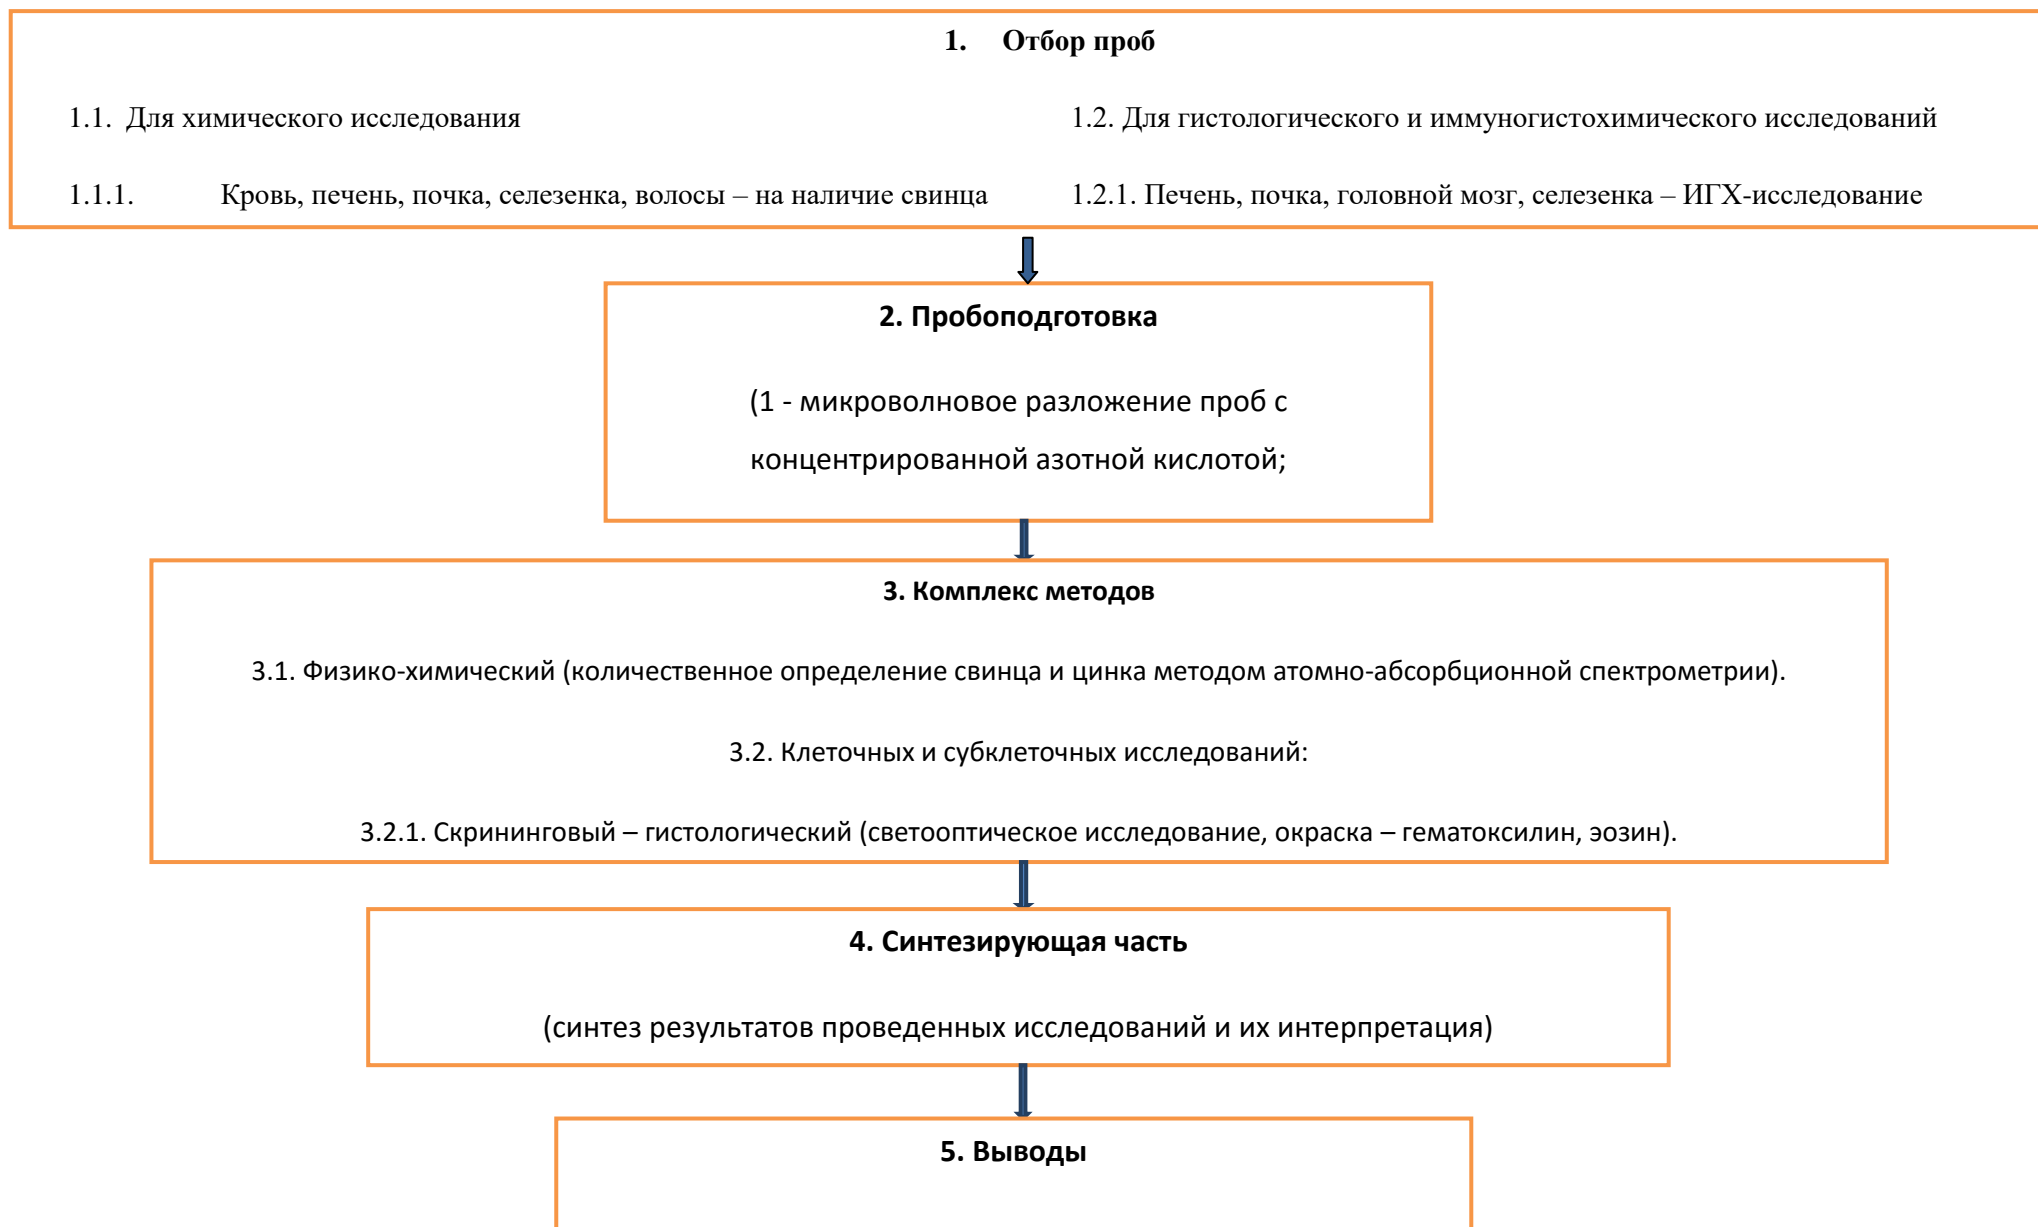 1. Отбор проб
1.1. Для химического исследования
1.2. Для гистологического и иммуногистохимического исследований
1.1.1. Кровь, печень, почка, селезенка, волосы – на наличие свинца
1.2.1. Печень, почка, головной мозг, селезенка – ИГХ-исследование
2. Пробоподготовка
(1 - микроволновое разложение проб с
концентрированной азотной кислотой;
3. Комплекс методов
3.1. Физико-химический (количественное определение свинца и цинка методом атомно-абсорбционной спектрометрии).
3.2. Клеточных и субклеточных исследований:
3.2.1. Скрининговый – гистологический (светооптическое исследование, окраска – гематоксилин, эозин).
4. Синтезирующая часть
(синтез результатов проведенных исследований и их интерпретация)
5. Выводы